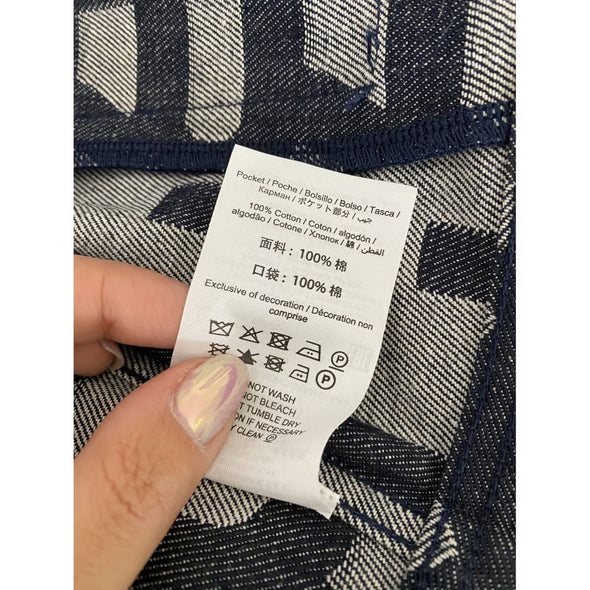 Pocket / Poche / Bolsillo / Bolso / Tasca /
Карман / ポケット部分 / جيب
100% Cotton / Coton / algodón /
algodão / Cotone / Хлопок / 綿 / القطن
面料 : 100% 棉
口袋 : 100% 棉
Exclusive of decoration / Décoration non
comprise
P
P
NOT WASH
NOT BLEACH
TUMBLE DRY
IF NECESSARY
CLEAN Ⓟ